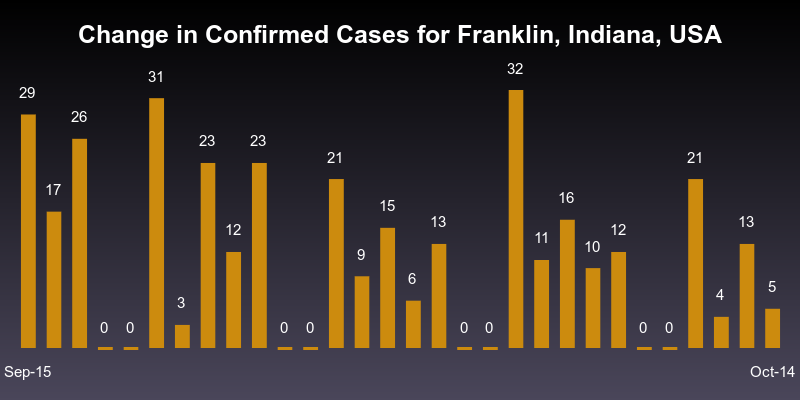 Change in Confirmed Cases for Franklin, Indiana, USA
29 17 26 0 0 31 3 23 12 23 0 0 21 9 15 6 13 0 0 32 11 16 10 12 0 0 21 4 13 5
Sep-15 Oct-14